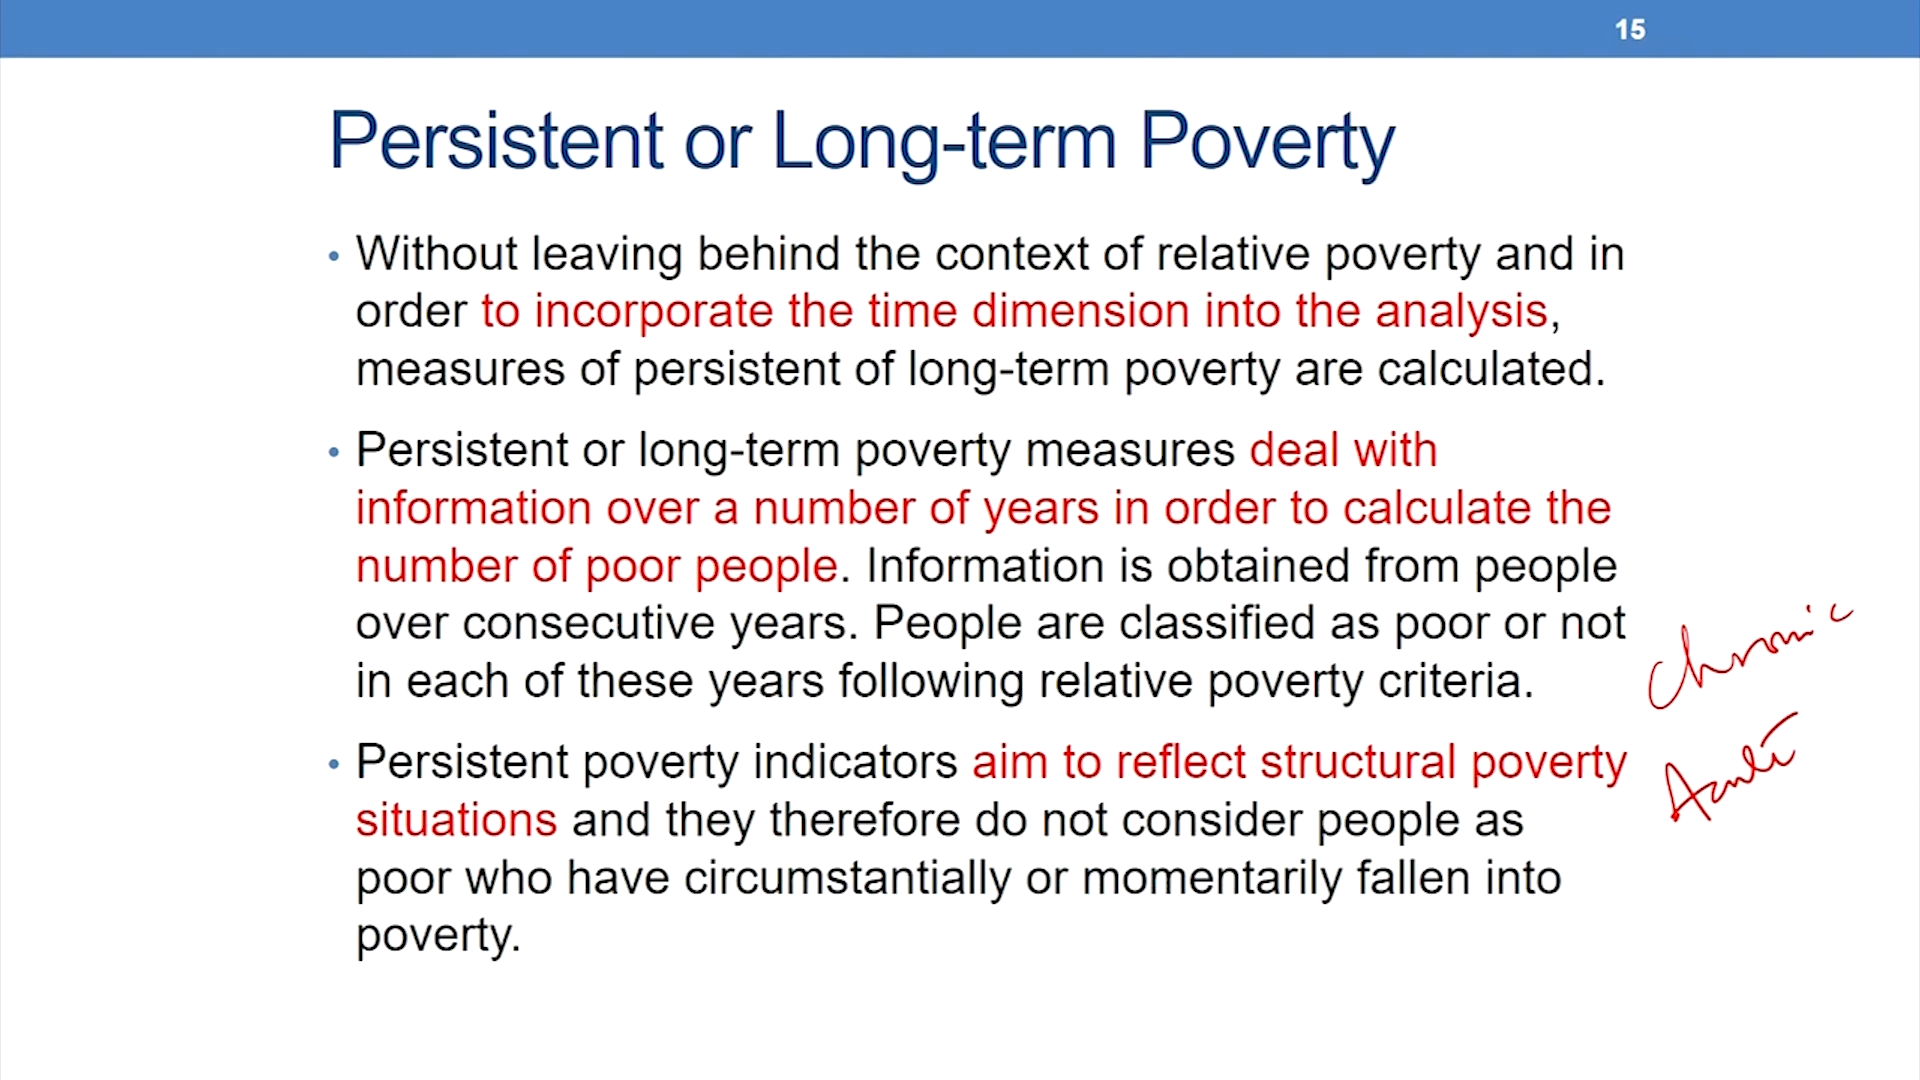 15
Persistent or Long-term Poverty
• Without leaving behind the context of relative poverty and in
order to incorporate the time dimension into the analysis,
measures of persistent of long-term poverty are calculated.
• Persistent or long-term poverty measures deal with
information over a number of years in order to calculate the
number of poor people. Information is obtained from people
over consecutive years. People are classified as poor or not
in each of these years following relative poverty criteria.
Chronic
• Persistent poverty indicators aim to reflect structural poverty
situations and they therefore do not consider people as
poor who have circumstantially or momentarily fallen into
poverty.
Acute